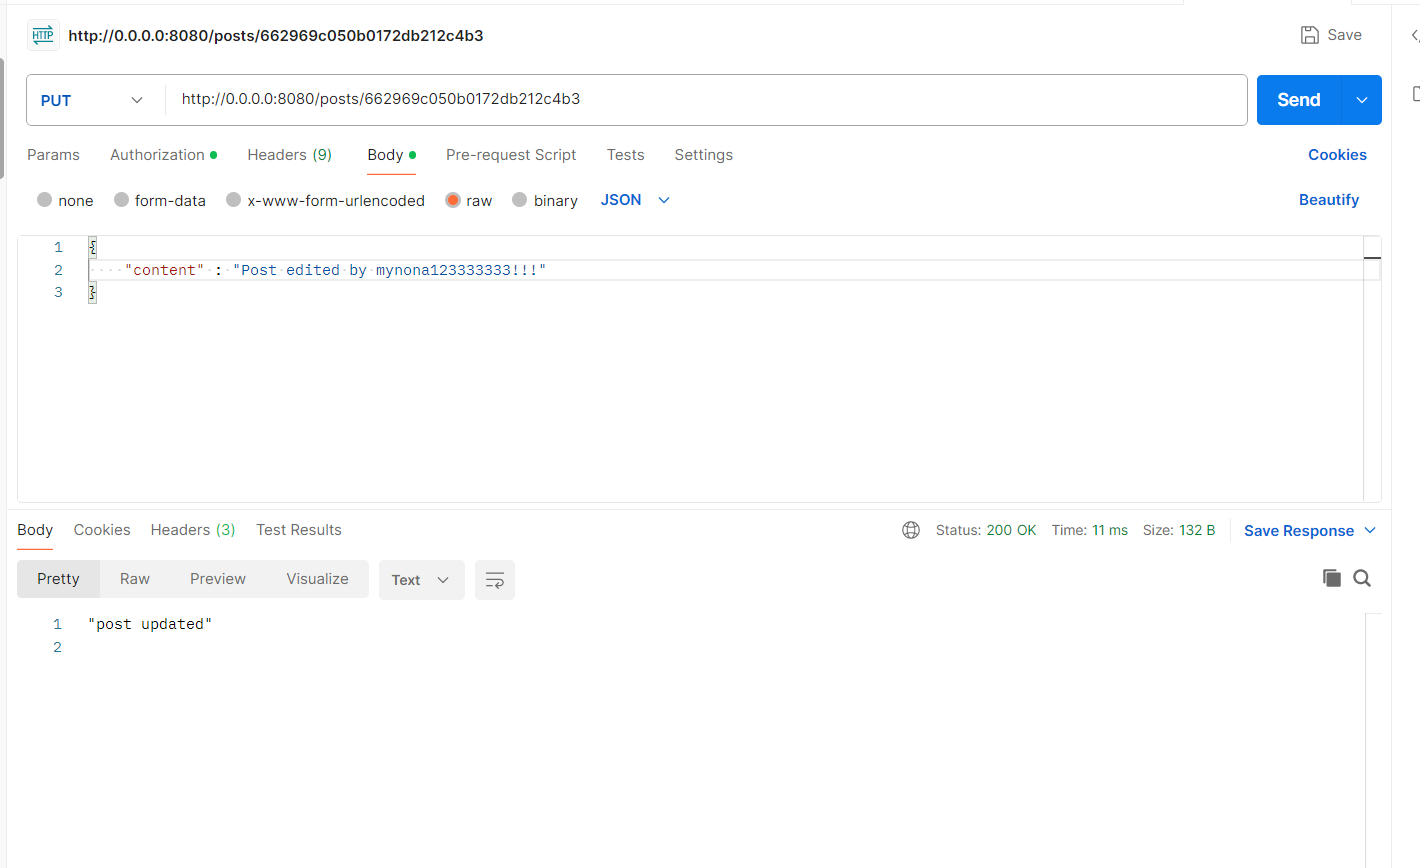 HTTP http://0.0.0.0:8080/posts/662969c050b0172db212c4b3 Save
PUT http://0.0.0.0:8080/posts/662969c050b0172db212c4b3 Send
Params Authorization Headers (9) Body Pre-request Script Tests Settings Cookies
none form-data x-www-form-urlencoded raw binary JSON Beautify
1 {
2 "content" : "Post edited by mynona123333333!!!"
3 }
Body Cookies Headers (3) Test Results Status: 200 OK Time: 11 ms Size: 132 B Save Response
Pretty Raw Preview Visualize Text
1 "post updated"
2